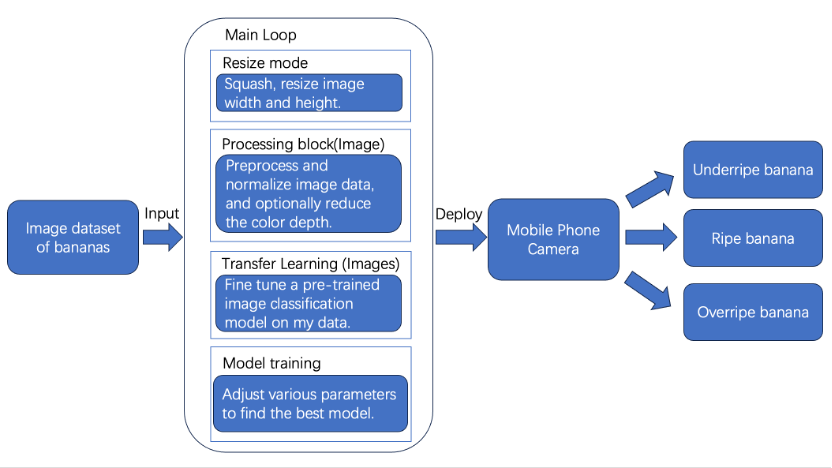 Image dataset
of bananas
Input
Main Loop
Resize mode
Squash, resize image
width and height.
Processing block(Image)
Preprocess and
normalize image data,
and optionally reduce
the color depth.
Transfer Learning (Images)
Fine tune a pre-trained
image classification
model on my data.
Model training
Adjust various parameters
to find the best model.
Deploy
Mobile Phone
Camera
Underripe banana
Ripe banana
Overripe banana